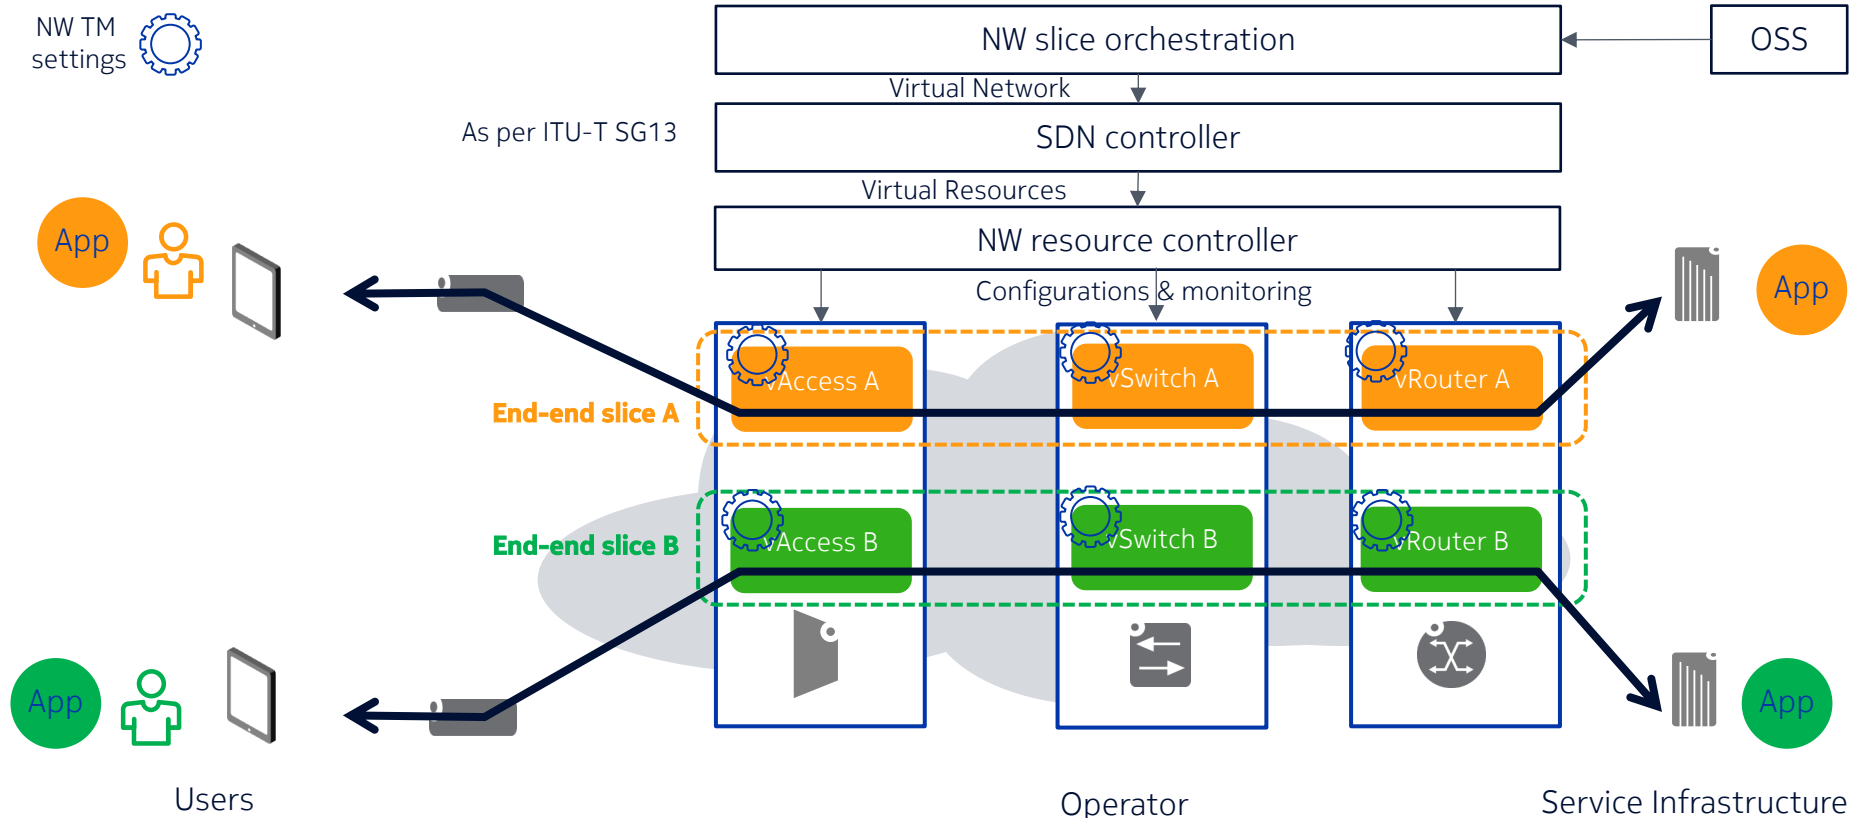 NW TM
settings
NW slice orchestration
OSS
Virtual Network
As per ITU-T SG13
SDN controller
Virtual Resources
App
NW resource controller
App
Configurations & monitoring
vAccess A
vSwitch A
vRouter A
End-end slice A
End-end slice B
vAccess B
vSwitch B
vRouter B
App
App
Users
Operator
Service Infrastructure